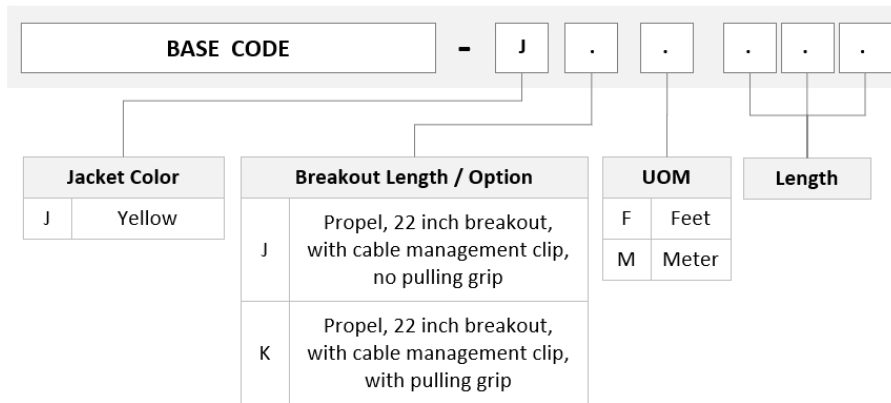 BASE CODE - J . . . . .
Jacket Color
J Yellow
Breakout Length / Option
J Propel, 22 inch breakout,
with cable management clip,
no pulling grip
K Propel, 22 inch breakout,
with cable management clip,
with pulling grip
UOM
F Feet
M Meter
Length